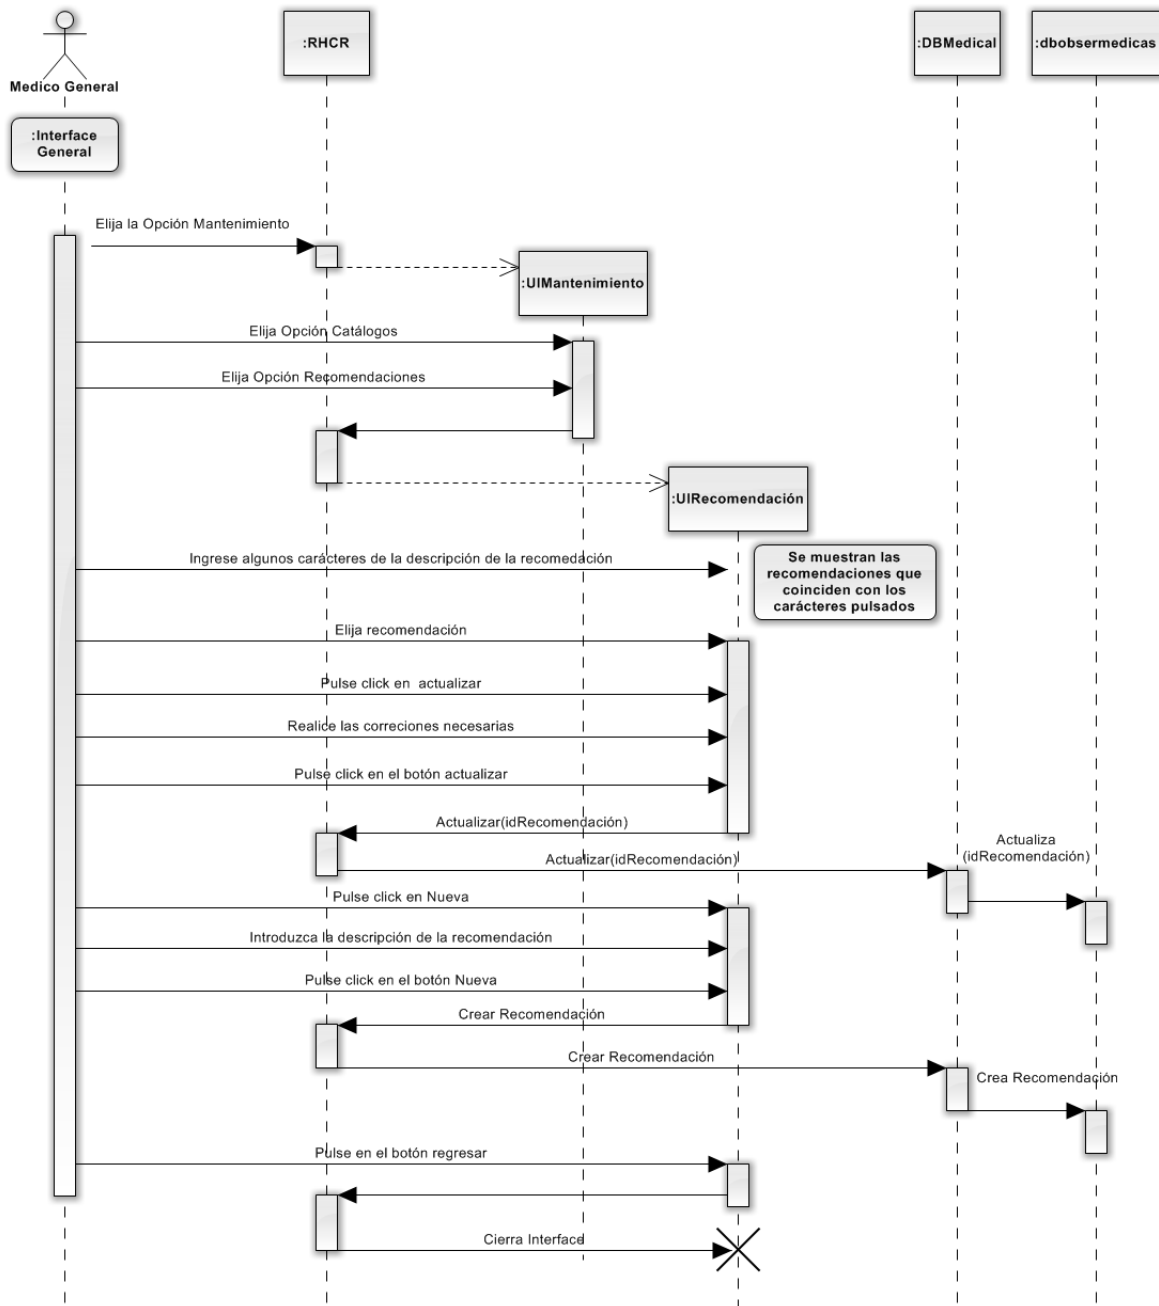 :RHCR
:DBMedical
:dbobsermedicas
Medico General
:Interface
General
Elija la Opción Mantenimiento
:UIMantenimiento
Elija Opción Catálogos
Elija Opción Recomendaciones
:UIRecomendación
Ingrese algunos carácteres de la descripción de la recomedación
Se muestran las
recomendaciones que
coinciden con los
carácteres pulsados
Elija recomendación
Pulse click en actualizar
Realice las correciones necesarias
Pulse click en el botón actualizar
Actualizar(idRecomendación)
Actualizar(idRecomendación)
Actualiza
(idRecomendación)
Pulse click en Nueva
Introduzca la descripción de la recomendación
Pulse click en el botón Nueva
Crear Recomendación
Crear Recomendación
Crea Recomendación
Pulse en el botón regresar
Cierra Interface